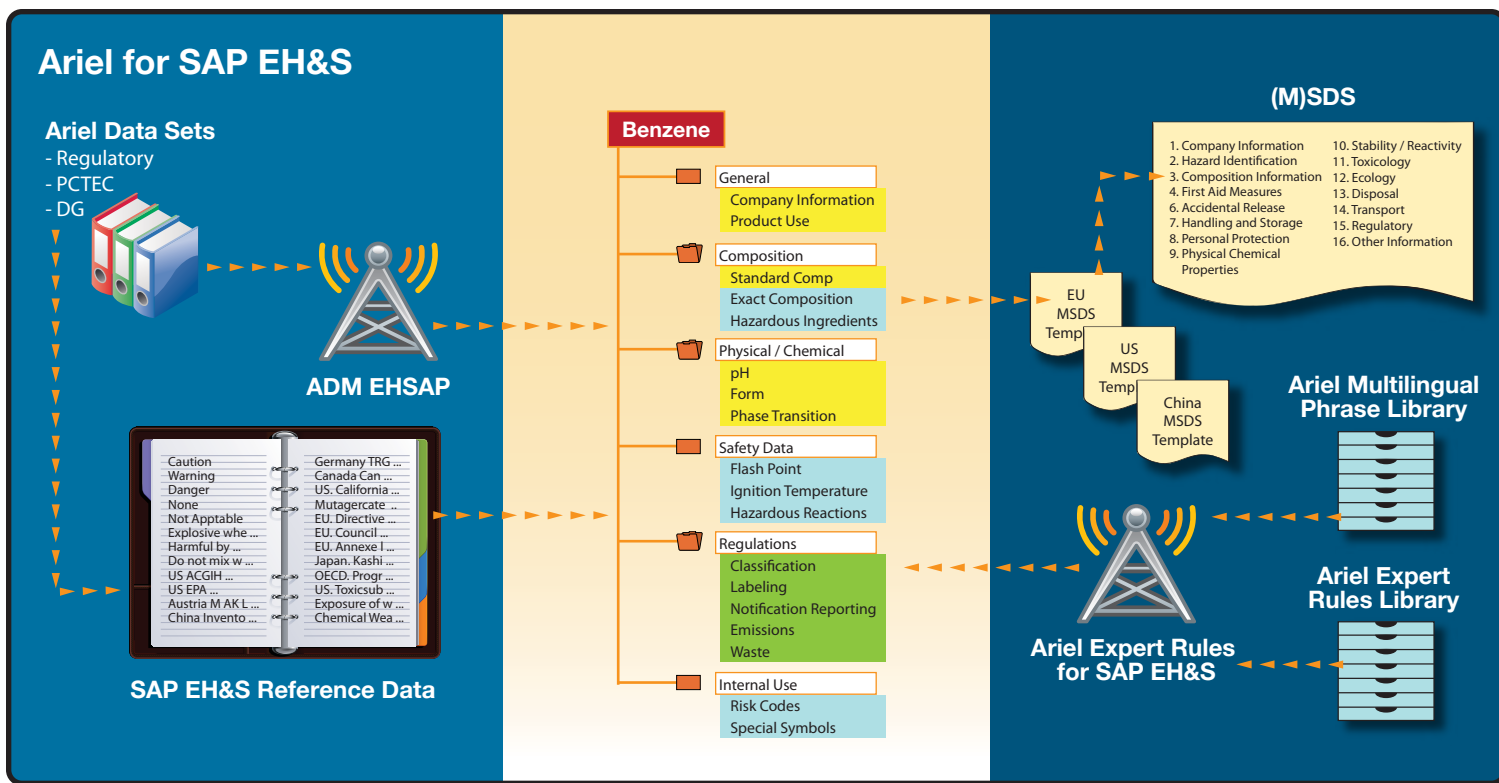 Ariel for SAP EH&S
Ariel Data Sets
- Regulatory
- PCTEC
- DG
ADM EHSAP
Caution
Warning
Danger
None
Not Apptable
Explosive whe ...
Harmful by ...
Do not mix w ...
US ACGIH ...
US EPA ...
Austria M AK L ...
China Invento ...
Germany TRG ...
Canada Can ...
US. California ...
Mutagercate ..
EU. Directive ...
EU. Council ...
EU. Annexe I ...
Japan. Kashi ...
OECD. Progr ...
US. Toxicsub ...
Exposure of w ...
Chemical Wea ...
SAP EH&S Reference Data
Benzene
General
Company Information
Product Use
Composition
Standard Comp
Exact Composition
Hazardous Ingredients
Physical / Chemical
pH
Form
Phase Transition
Safety Data
Flash Point
Ignition Temperature
Hazardous Reactions
Regulations
Classification
Labeling
Notification Reporting
Emissions
Waste
Internal Use
Risk Codes
Special Symbols
(M)SDS
1. Company Information
2. Hazard Identification
3. Composition Information
4. First Aid Measures
6. Accidental Release
7. Handling and Storage
8. Personal Protection
9. Physical Chemical
Properties
10. Stability / Reactivity
11. Toxicology
12. Ecology
13. Disposal
14. Transport
15. Regulatory
16. Other Information
EU
MSDS
Template
US
MSDS
Template
China
MSDS
Template
Ariel Multilingual
Phrase Library
Ariel Expert Rules
for SAP EH&S
Ariel Expert
Rules Library